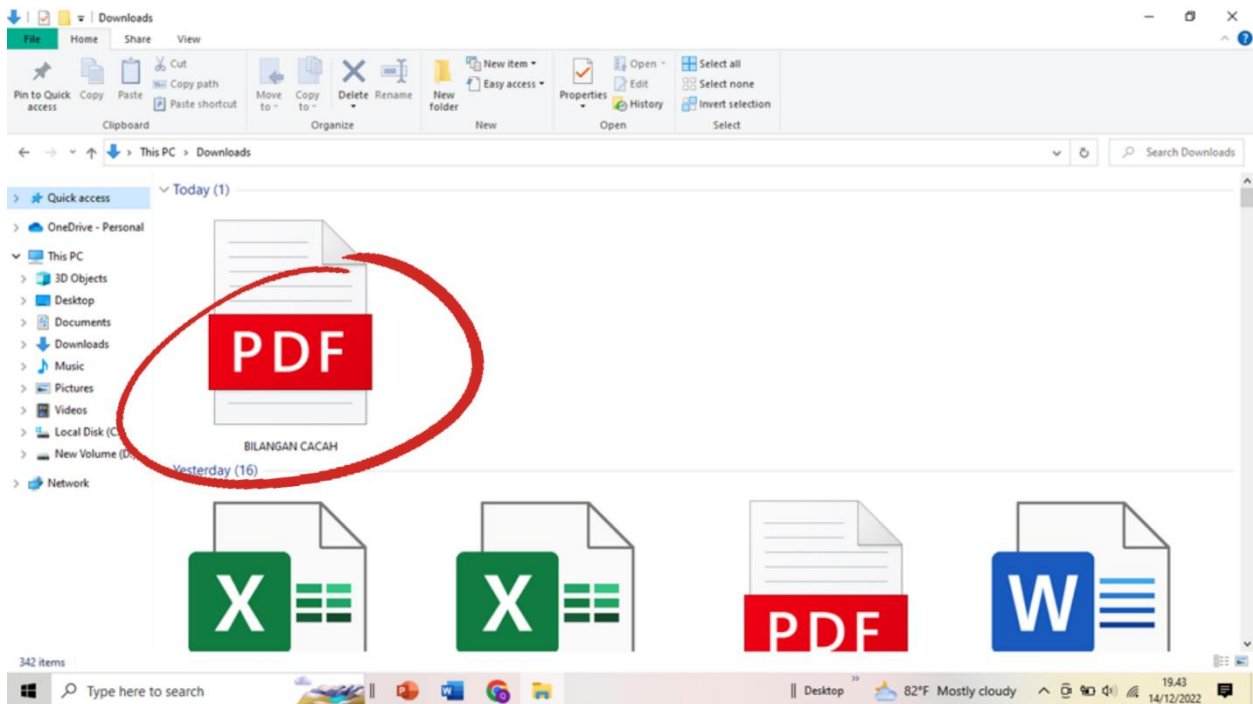 Downloads
File Home Share View
Pin to Quick access
Copy
Paste
Cut
Copy path
Paste shortcut
Clipboard
Move to
Copy to
Delete
Rename
Organize
New folder
New item
Easy access
New
Properties
Open
Edit
History
Open
Select all
Select none
Invert selection
Select
This PC > Downloads
Search Downloads
Quick access
OneDrive - Personal
This PC
3D Objects
Desktop
Documents
Downloads
Music
Pictures
Videos
Local Disk (C
New Volume (D:)
Network
Today (1)
PDF
BILANGAN CACAH
Yesterday (16)
X
X
PDF
W
342 items
Type here to search
Desktop
82°F Mostly cloudy
19.43
14/12/2022